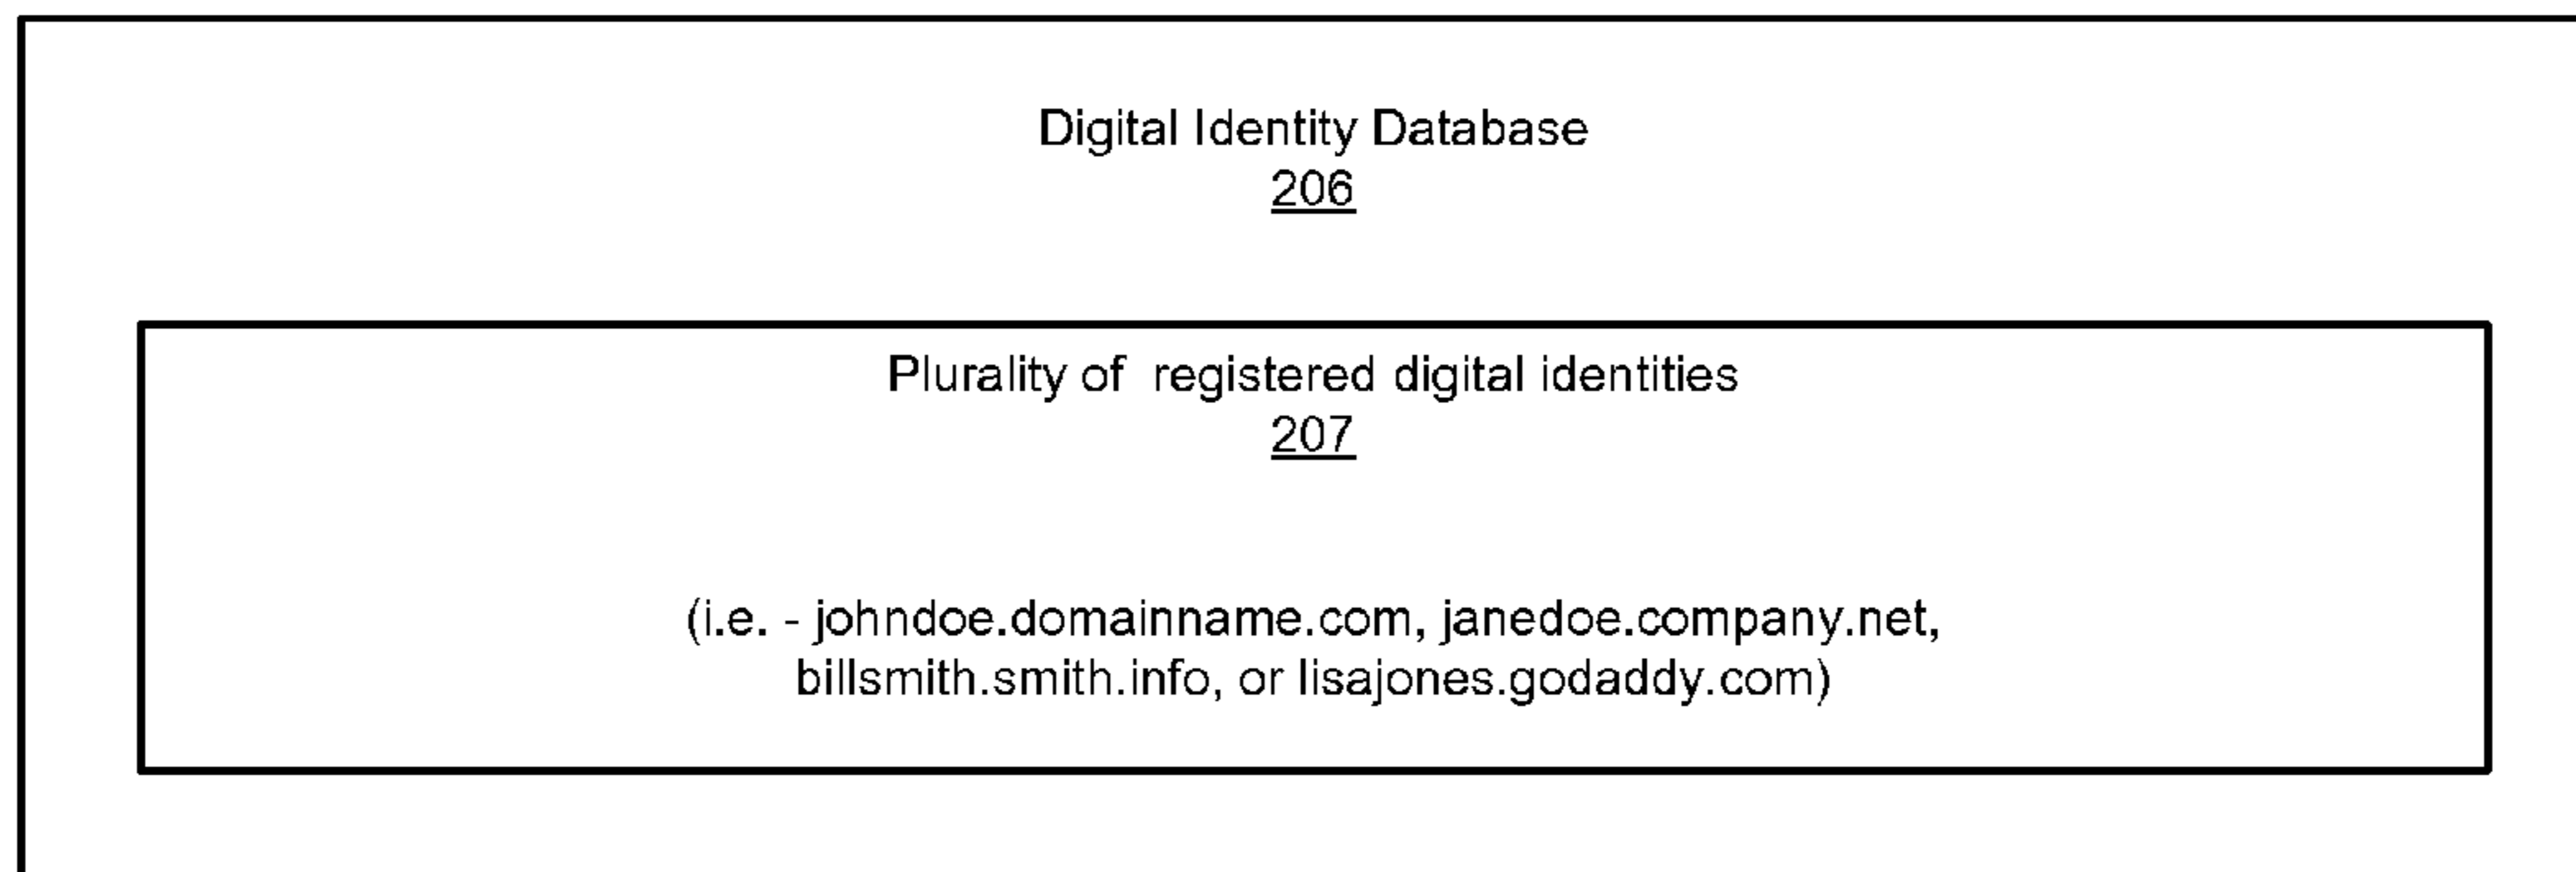 Digital Identity Database
206
Plurality of registered digital identities
207
(i.e. - johndoe.domainname.com, janedoe.company.net,
billsmith.smith.info, or lisajones.godaddy.com)